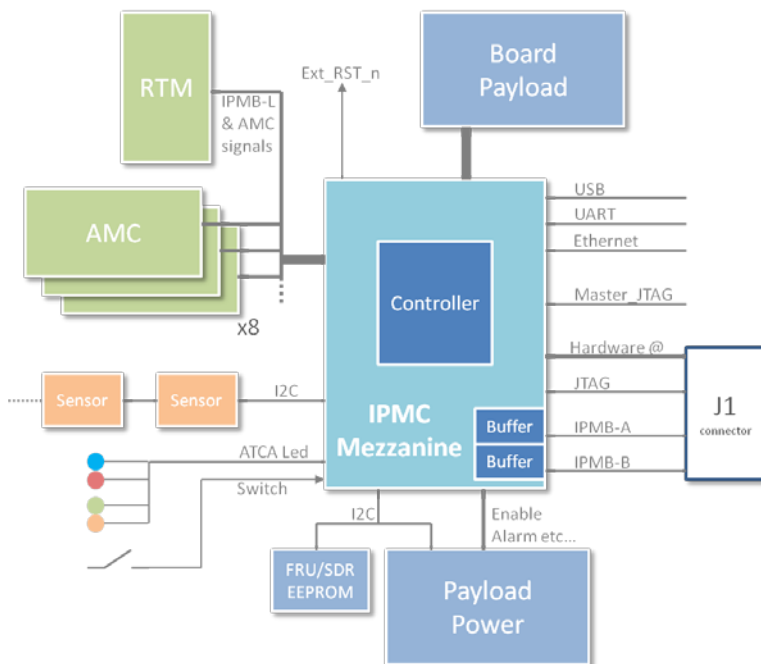 RTM
IPMB-L
& AMC
signals
Ext_RST_n
Board
Payload
AMC
x8
Controller
IPMC
Mezzanine
Buffer
Buffer
USB
UART
Ethernet
Master_JTAG
Hardware @
JTAG
IPMB-A
IPMB-B
J1
connector
Sensor
Sensor
I2C
ATCA Led
Switch
I2C
Enable
Alarm etc...
FRU/SDR
EEPROM
Payload
Power